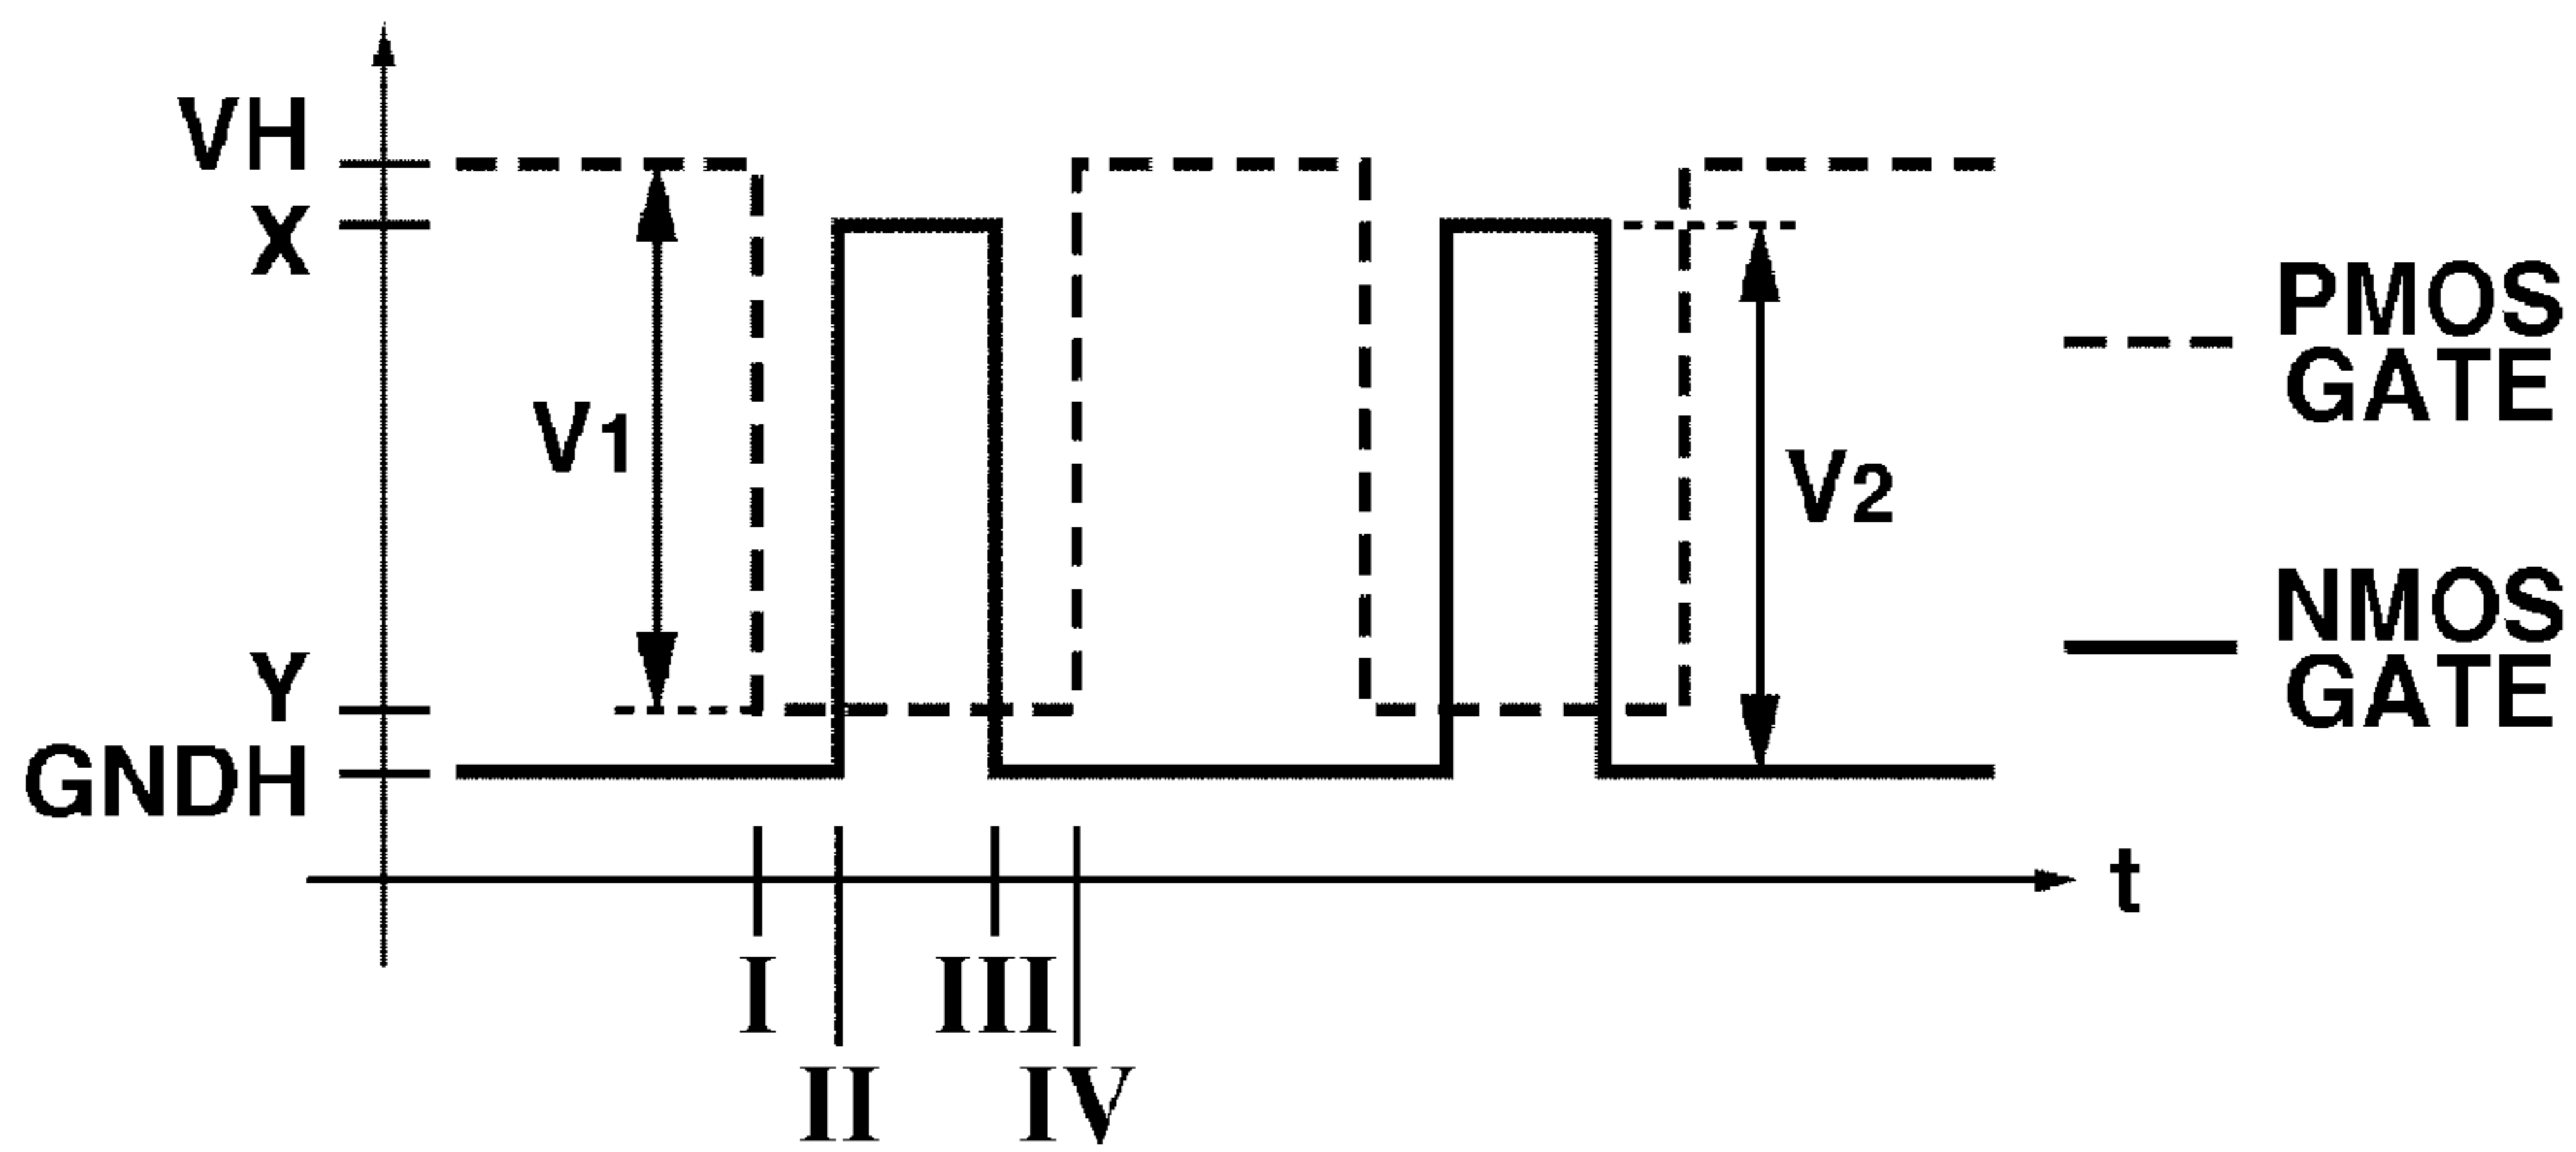 VH
X
V1
Y
GNDH
V2
PMOS
GATE
NMOS
GATE
t
I
II
III
IV